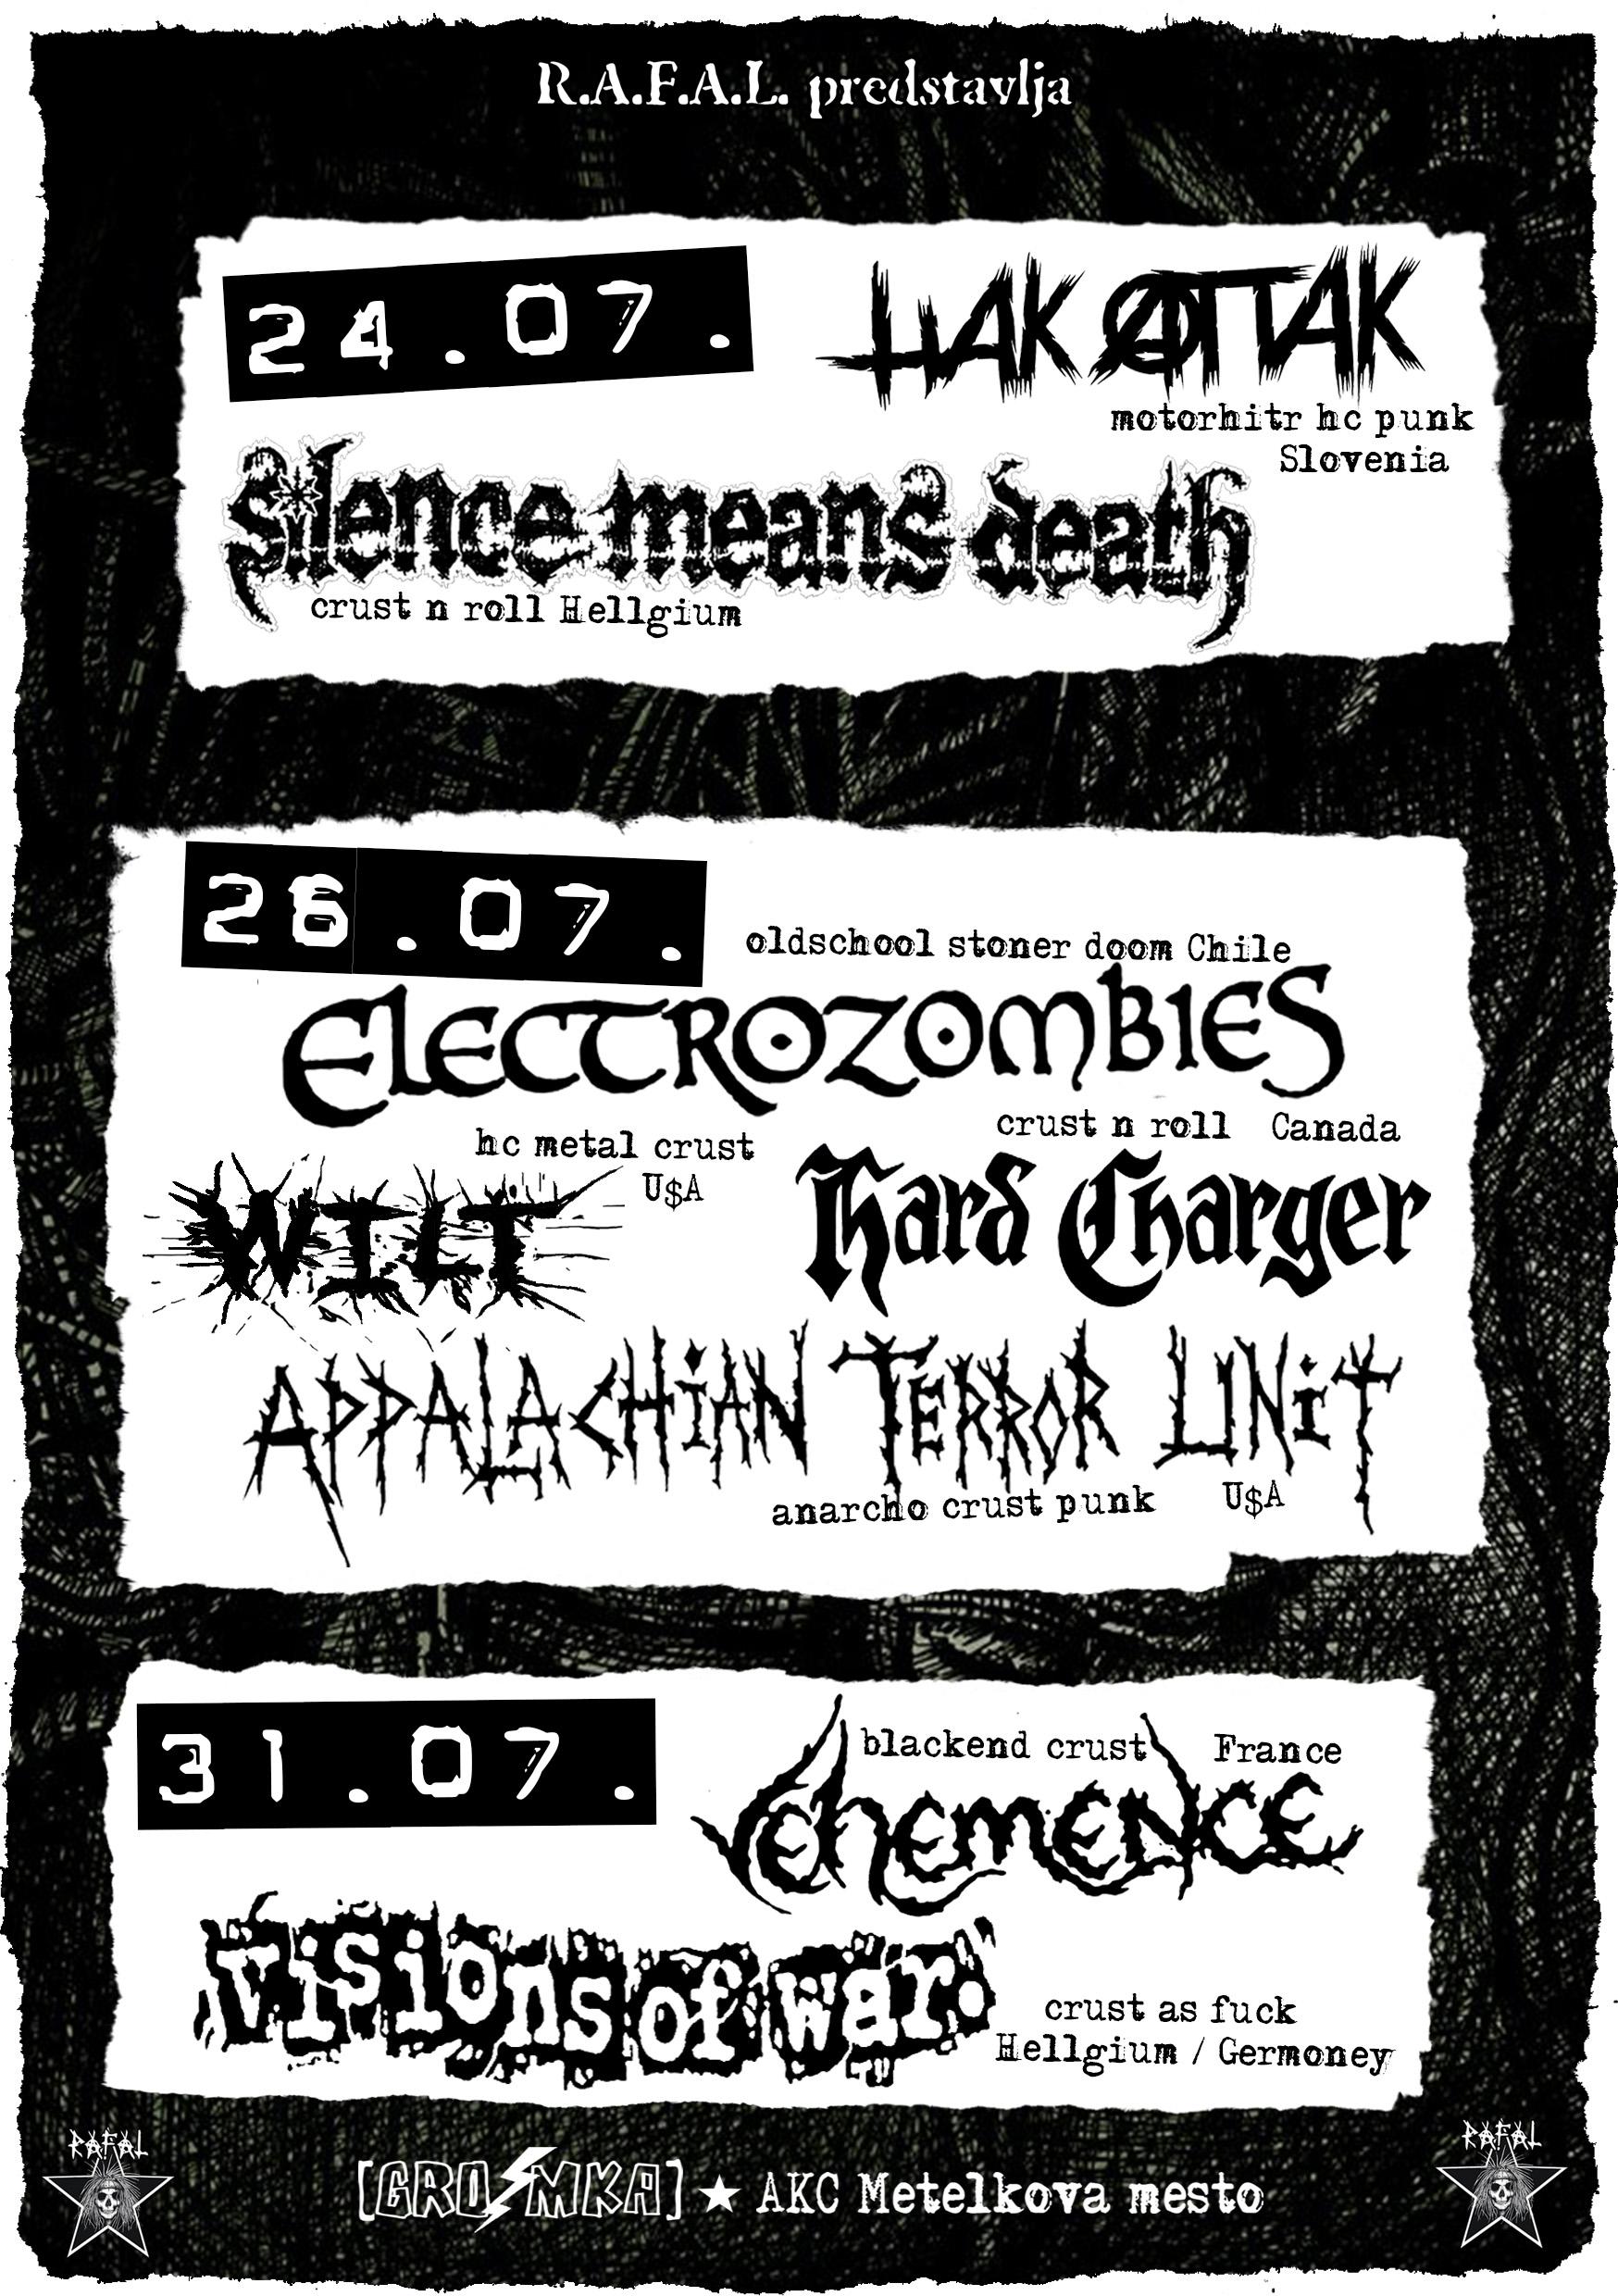 R.A.F.A.L. predstavlja
24.07.
HAK ATTAK
motorhitr hc punk
Slovenia
silence means death
crust n roll Hellgium
26.07.
oldschool stoner doom Chile
ELECTROZOMBIES
crust n roll Canada
hc metal crust
U$A
WILT
Hard Charger
APPALACHiAN TERROR UNiT
anarcho crust punk U$A
31.07.
blackend crust France
VEhEMENCE
visions of war
crust as fuck
Hellgium / Germoney
RAFAL
RAFAL
[GROMKA] ★ AKC Metelkova mesto